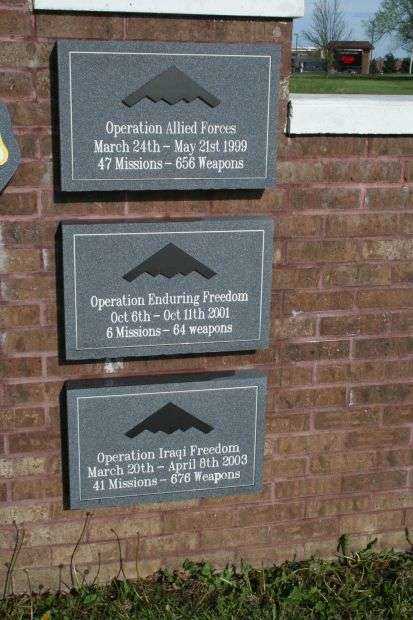 Operation Allied Forces
March 24th - May 21st 1999
47 Missions - 656 Weapons
Operation Enduring Freedom
Oct 6th - Oct 11th 2001
6 Missions - 64 weapons
Operation Iraqi Freedom
March 20th - April 8th 2003
41 Missions - 676 Weapons